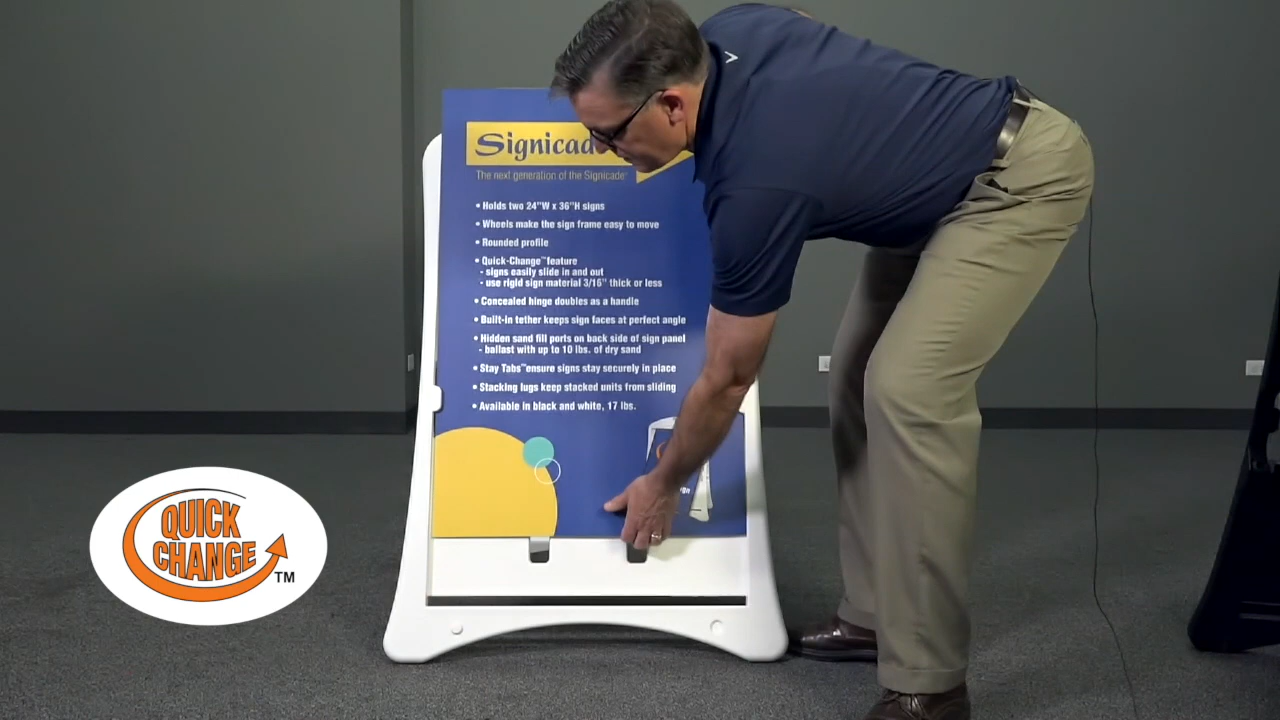 Signicad
The next generation of the Signicade®
• Holds two 24"W x 36"H signs
• Wheels make the sign frame easy to move
• Rounded profile
• Quick-Change™ feature
- signs easily slide in and out
- use rigid sign material 3/16" thick or less
• Concealed hinge doubles as a handle
• Built-in tether keeps sign faces at perfect angle
• Hidden sand fill ports on back side of sign panel
- ballast with up to 10 lbs. of dry sand
• Stay Tabs™ ensure signs stay securely in place
• Stacking lugs keep stacked units from sliding
• Available in black and white, 17 lbs.
QUICK
CHANGE
TM